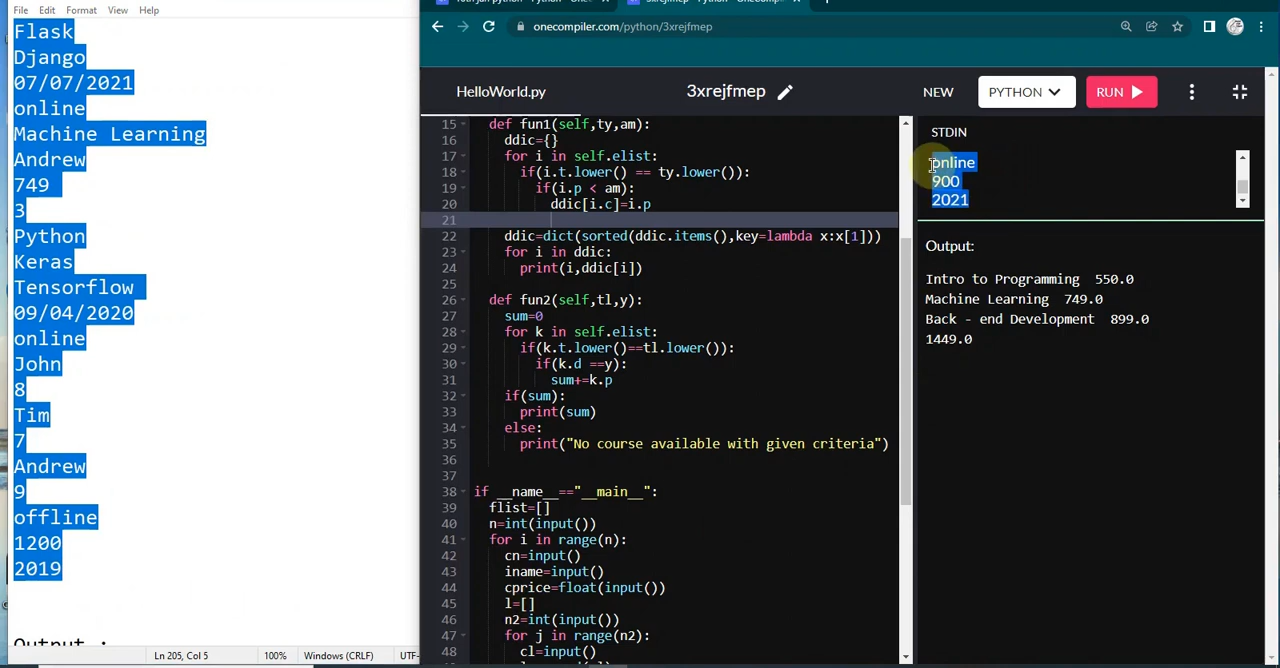 File Edit Format View Help
Flask
Django
07/07/2021
online
Machine Learning
Andrew
749
3
Python
Keras
Tensorflow
09/04/2020
online
John
8
Tim
7
Andrew
9
offline
1200
2019
Ln 205, Col 5 100% Windows (CRLF) UTF-
onecompiler.com/python/3xrejfmep
HelloWorld.py 3xrejfmep NEW PYTHON RUN
15 def fun1(self,ty,am):
16 ddic={}
17 for i in self.elist:
18 if(i.t.lower() == ty.lower()):
19 if(i.p < am):
20 ddic[i.c]=i.p
21
22 ddic=dict(sorted(ddic.items(),key=lambda x:x[1]))
23 for i in ddic:
24 print(i,ddic[i])
25
26 def fun2(self,tl,y):
27 sum=0
28 for k in self.elist:
29 if(k.t.lower()==tl.lower()):
30 if(k.d ==y):
31 sum+=k.p
32 if(sum):
33 print(sum)
34 else:
35 print("No course available with given criteria")
36
37
38 if __name__=="__main__":
39 flist=[]
40 n=int(input())
41 for i in range(n):
42 cn=input()
43 iname=input()
44 cprice=float(input())
45 l=[]
46 n2=int(input())
47 for j in range(n2):
48 cl=input()
STDIN
online
900
2021
Output:
Intro to Programming 550.0
Machine Learning 749.0
Back - end Development 899.0
1449.0